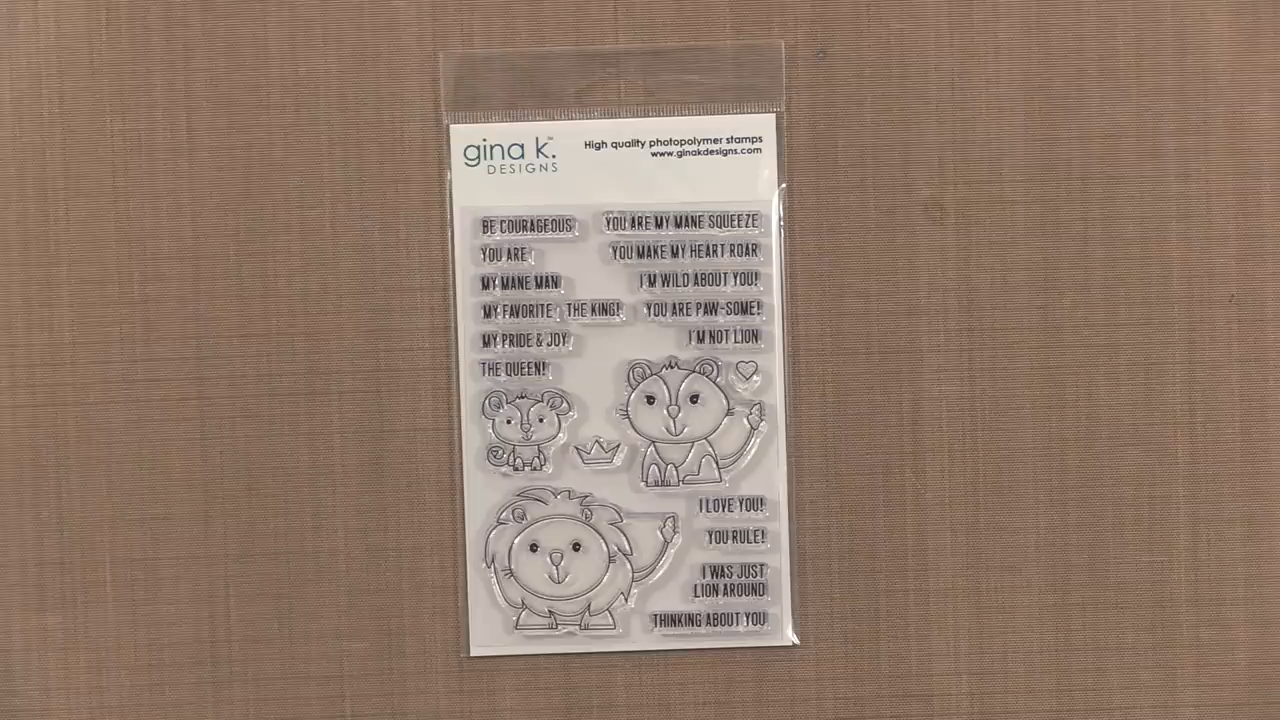 gina k.™
DESIGNS
High quality photopolymer stamps
www.ginakdesigns.com
BE COURAGEOUS
YOU ARE MY MANE SQUEEZE
YOU ARE
YOU MAKE MY HEART ROAR
MY MANE MAN
I'M WILD ABOUT YOU!
MY FAVORITE
THE KING!
YOU ARE PAW-SOME!
MY PRIDE & JOY
I'M NOT LION
THE QUEEN!
I LOVE YOU!
YOU RULE!
I WAS JUST
LION AROUND
THINKING ABOUT YOU